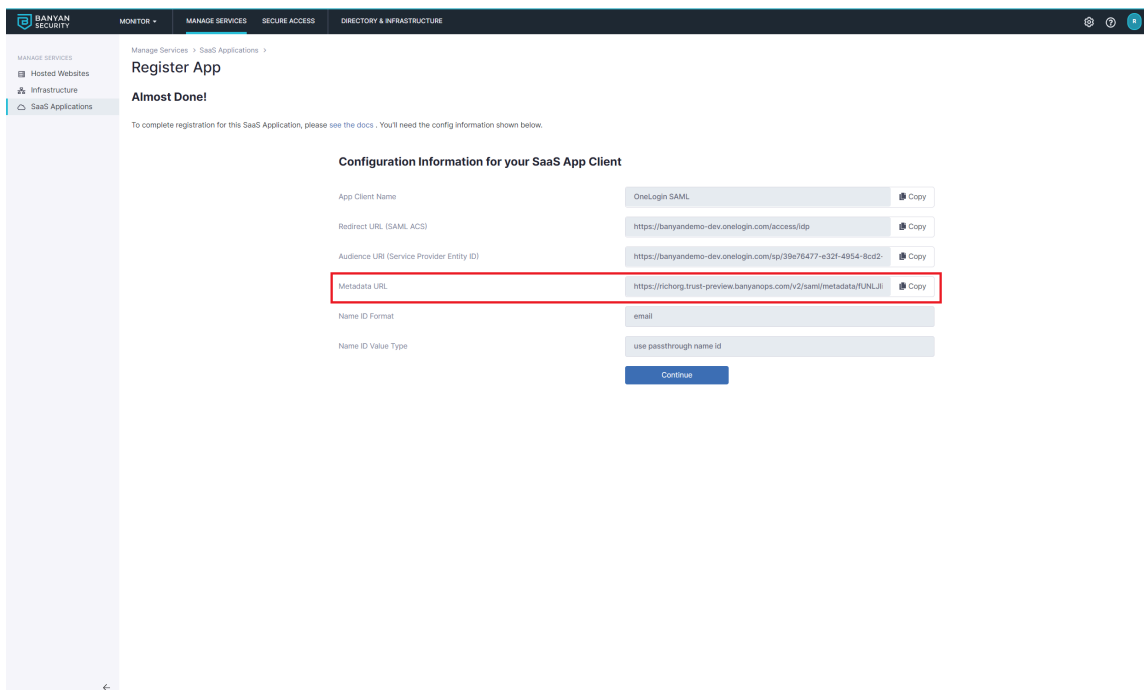 BANYAN SECURITY
MONITOR
MANAGE SERVICES
SECURE ACCESS
DIRECTORY & INFRASTRUCTURE
R
MANAGE SERVICES
Hosted Websites
Infrastructure
SaaS Applications
Manage Services > SaaS Applications >
Register App
Almost Done!
To complete registration for this SaaS Application, please see the docs . You'll need the config information shown below.
Configuration Information for your SaaS App Client
App Client Name
OneLogin SAML
Copy
Redirect URL (SAML ACS)
https://banyandemo-dev.onelogin.com/access/idp
Copy
Audience URI (Service Provider Entity ID)
https://banyandemo-dev.onelogin.com/sp/39e76477-e32f-4954-8cd2-
Copy
Metadata URL
https://richorg.trust-preview.banyanops.com/v2/saml/metadata/fUNLJli
Copy
Name ID Format
email
Name ID Value Type
use passthrough name id
Continue